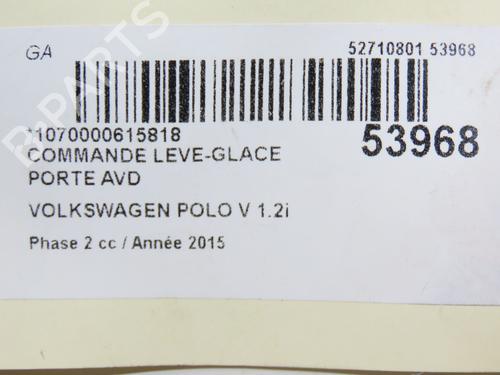 GA
52710801 53968
*1070000615818
53968
COMMANDE LEVE-GLACE
PORTE AVD
VOLKSWAGEN POLO V 1.2i
Phase 2 cc / Année 2015
B-PARTS